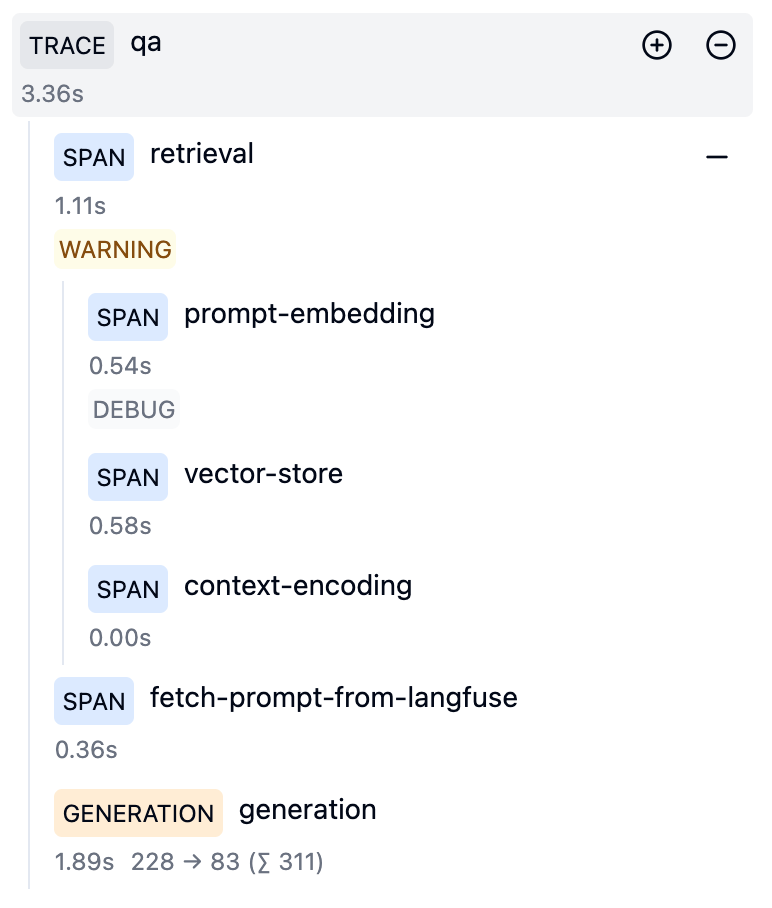 TRACE qa
3.36s
SPAN retrieval
1.11s
WARNING
SPAN prompt-embedding
0.54s
DEBUG
SPAN vector-store
0.58s
SPAN context-encoding
0.00s
SPAN fetch-prompt-from-langfuse
0.36s
GENERATION generation
1.89s 228 → 83 (∑ 311)